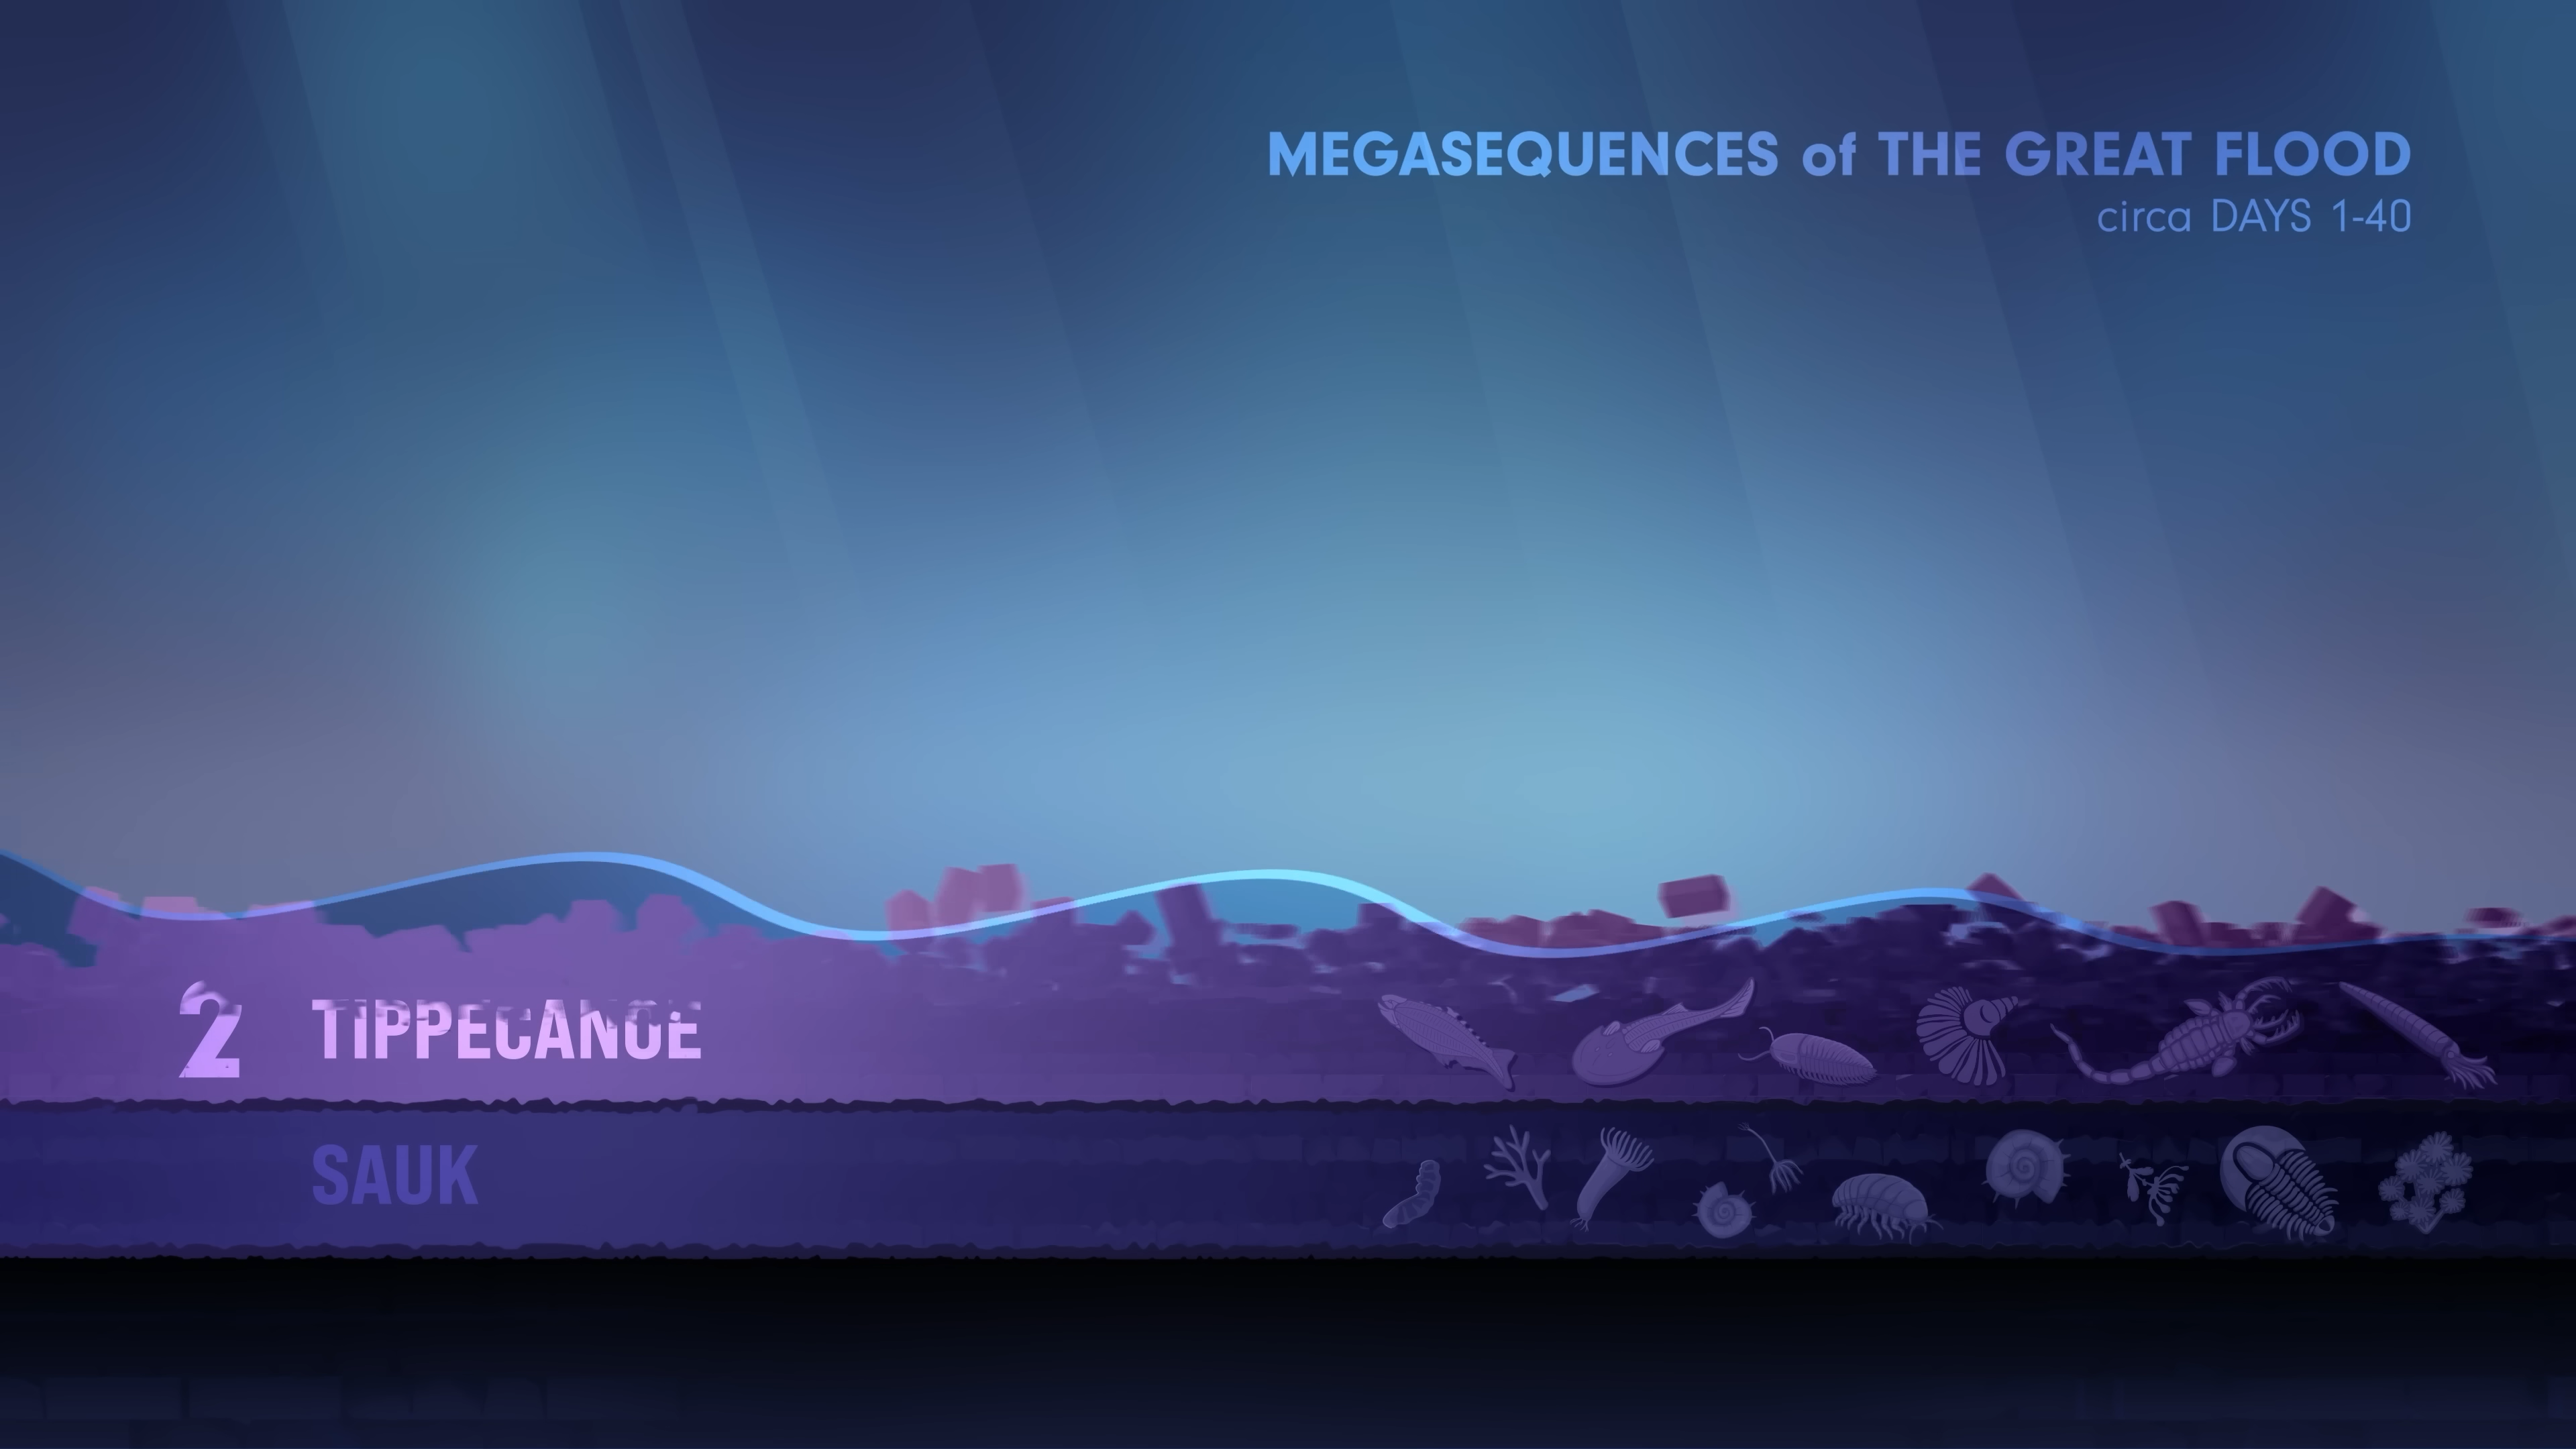 MEGASEQUENCES of THE GREAT FLOOD
circa DAYS 1-40
2 TIPPECANOE
SAUK